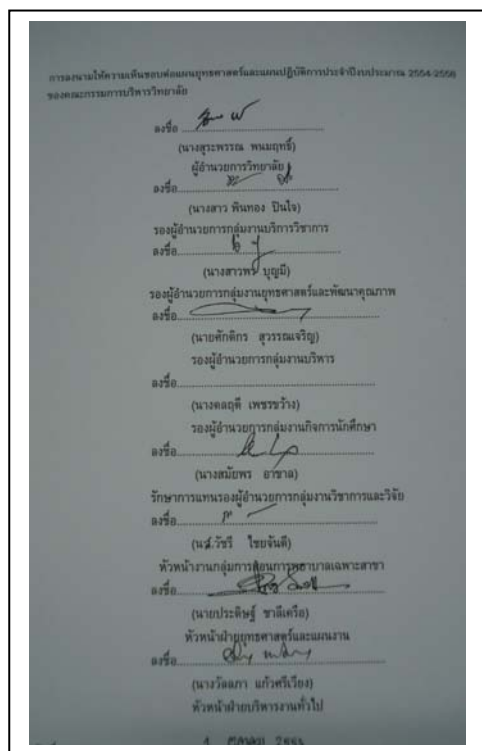 การลงนามให้ความเห็นชอบต่อแผนยุทธศาสตร์และแผนปฏิบัติการประจำปีงบประมาณ 2554-2556
ของคณะกรรมการบริหารวิทยาลัย
ลงชื่อ
(นางสุระพรรณ พนมฤทธิ์)
ผู้อำนวยการวิทยาลัย
ลงชื่อ
(นางสาว พินทอง ปินใจ)
รองผู้อำนวยการกลุ่มงานบริการวิชาการ
ลงชื่อ
(นางสาวพร บุญมี)
รองผู้อำนวยการกลุ่มงานยุทธศาสตร์และพัฒนาคุณภาพ
ลงชื่อ
(นายศักดิกร สุวรรณเจริญ)
รองผู้อำนวยการกลุ่มงานบริหาร
ลงชื่อ
(นางดลฤดี เพชรขว้าง)
รองผู้อำนวยการกลุ่มงานกิจการนักศึกษา
ลงชื่อ
(นางสมัยพร อาขาล)
รักษาการแทนรองผู้อำนวยการกลุ่มงานวิชาการและวิจัย
ลงชื่อ
(นส.วัชรี ไชยจันดี)
หัวหน้างานกลุ่มการสอนการพยาบาลเฉพาะสาขา
ลงชื่อ
(นายประดิษฐ์ ชาลีเครือ)
หัวหน้าฝ่ายยุทธศาสตร์และแผนงาน
ลงชื่อ
(นางวัลลภา แก้วศรีเวียง)
หัวหน้าฝ่ายบริหารงานทั่วไป